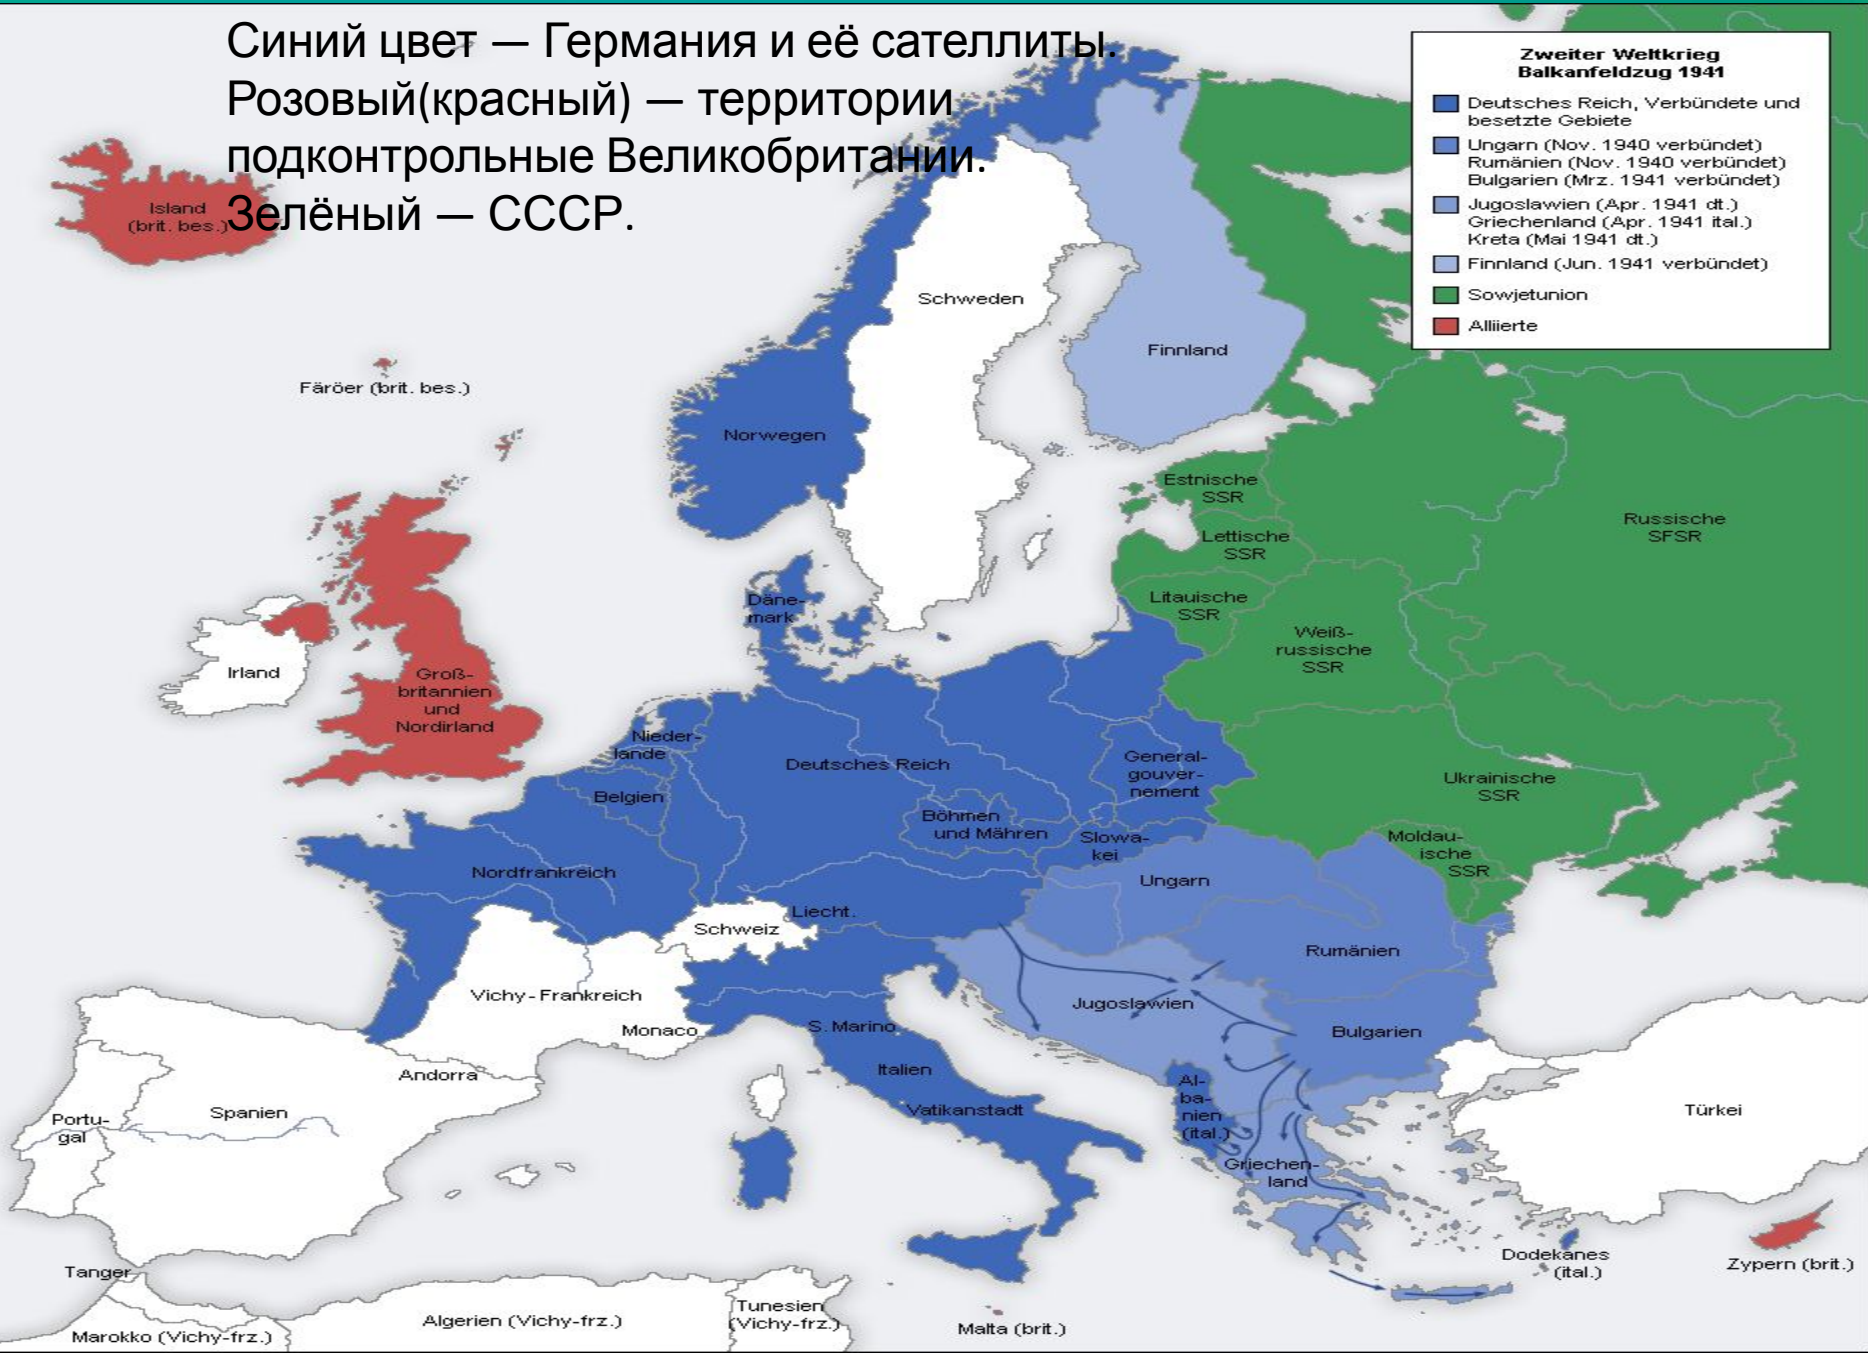 Синий цвет — Германия и её сателлиты.
Розовый(красный) — территории
подконтрольные Великобритании.
Зелёный — СССР.
Zweiter Weltkrieg
Balkanfeldzug 1941
Deutsches Reich, Verbündete und
besetzte Gebiete
Ungarn (Nov. 1940 verbündet)
Rumänien (Nov. 1940 verbündet)
Bulgarien (Mrz. 1941 verbündet)
Jugoslawien (Apr. 1941 dt.)
Griechenland (Apr. 1941 ital.)
Kreta (Mai 1941 dt.)
Finnland (Jun. 1941 verbündet)
Sowjetunion
Alliierte
Island
(brit. bes.)
Schweden
Finnland
Färöer (brit. bes.)
Norwegen
Estnische
SSR
Lettische
SSR
Russische
SFSR
Litauische
SSR
Däne-
mark
Weiß-
russische
SSR
Irland
Groß-
britannien
und
Nordirland
Nieder-
lande
Deutsches Reich
General-
gouver-
nement
Ukrainische
SSR
Belgien
Böhmen
und Mähren
Slowa-
kei
Moldau-
ische
SSR
Nordfrankreich
Ungarn
Liecht.
Schweiz
Rumänien
Vichy-Frankreich
Jugoslawien
Monaco
S. Marino
Bulgarien
Andorra
Italien
Al-
ba-
nien
(ital.)
Spanien
Portu-
gal
Vatikanstadt
Türkei
Griechen-
land
Dodekanes
(ital.)
Zypern (brit.)
Tanger
Marokko (Vichy-frz.)
Algerien (Vichy-frz.)
Tunesien
(Vichy-frz.)
Malta (brit.)